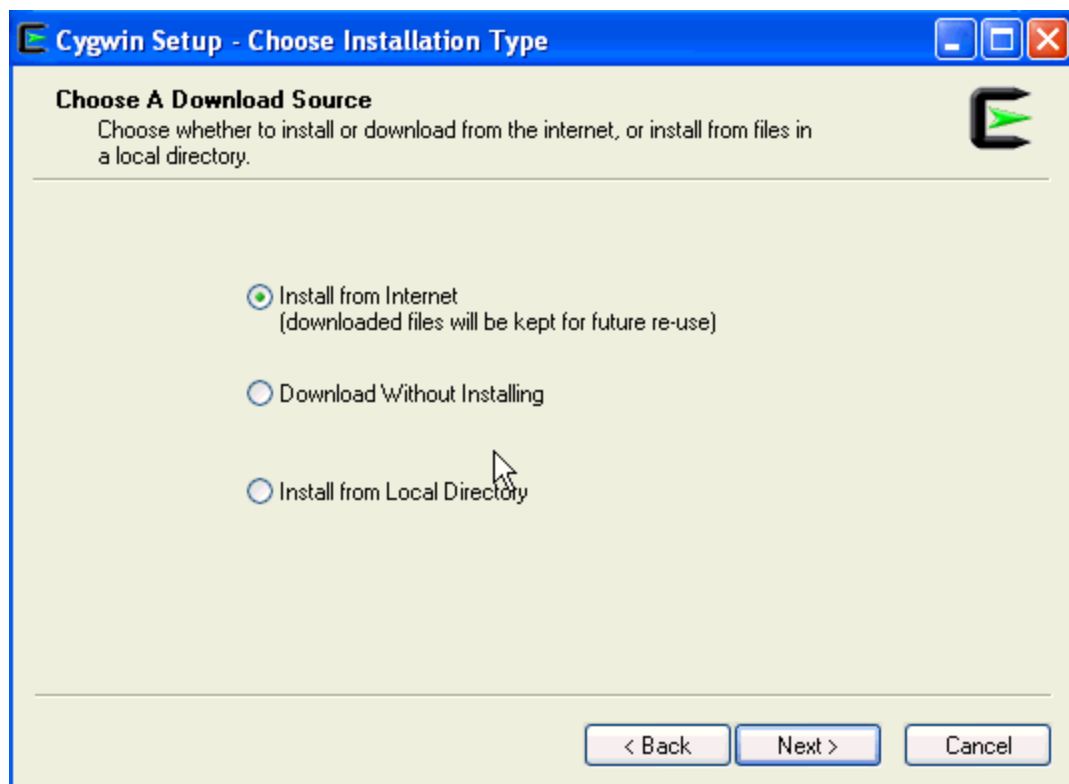 Cygwin Setup - Choose Installation Type
Choose A Download Source
Choose whether to install or download from the internet, or install from files in
a local directory.
Install from Internet
(downloaded files will be kept for future re-use)
Download Without Installing
Install from Local Directory
< Back
Next >
Cancel